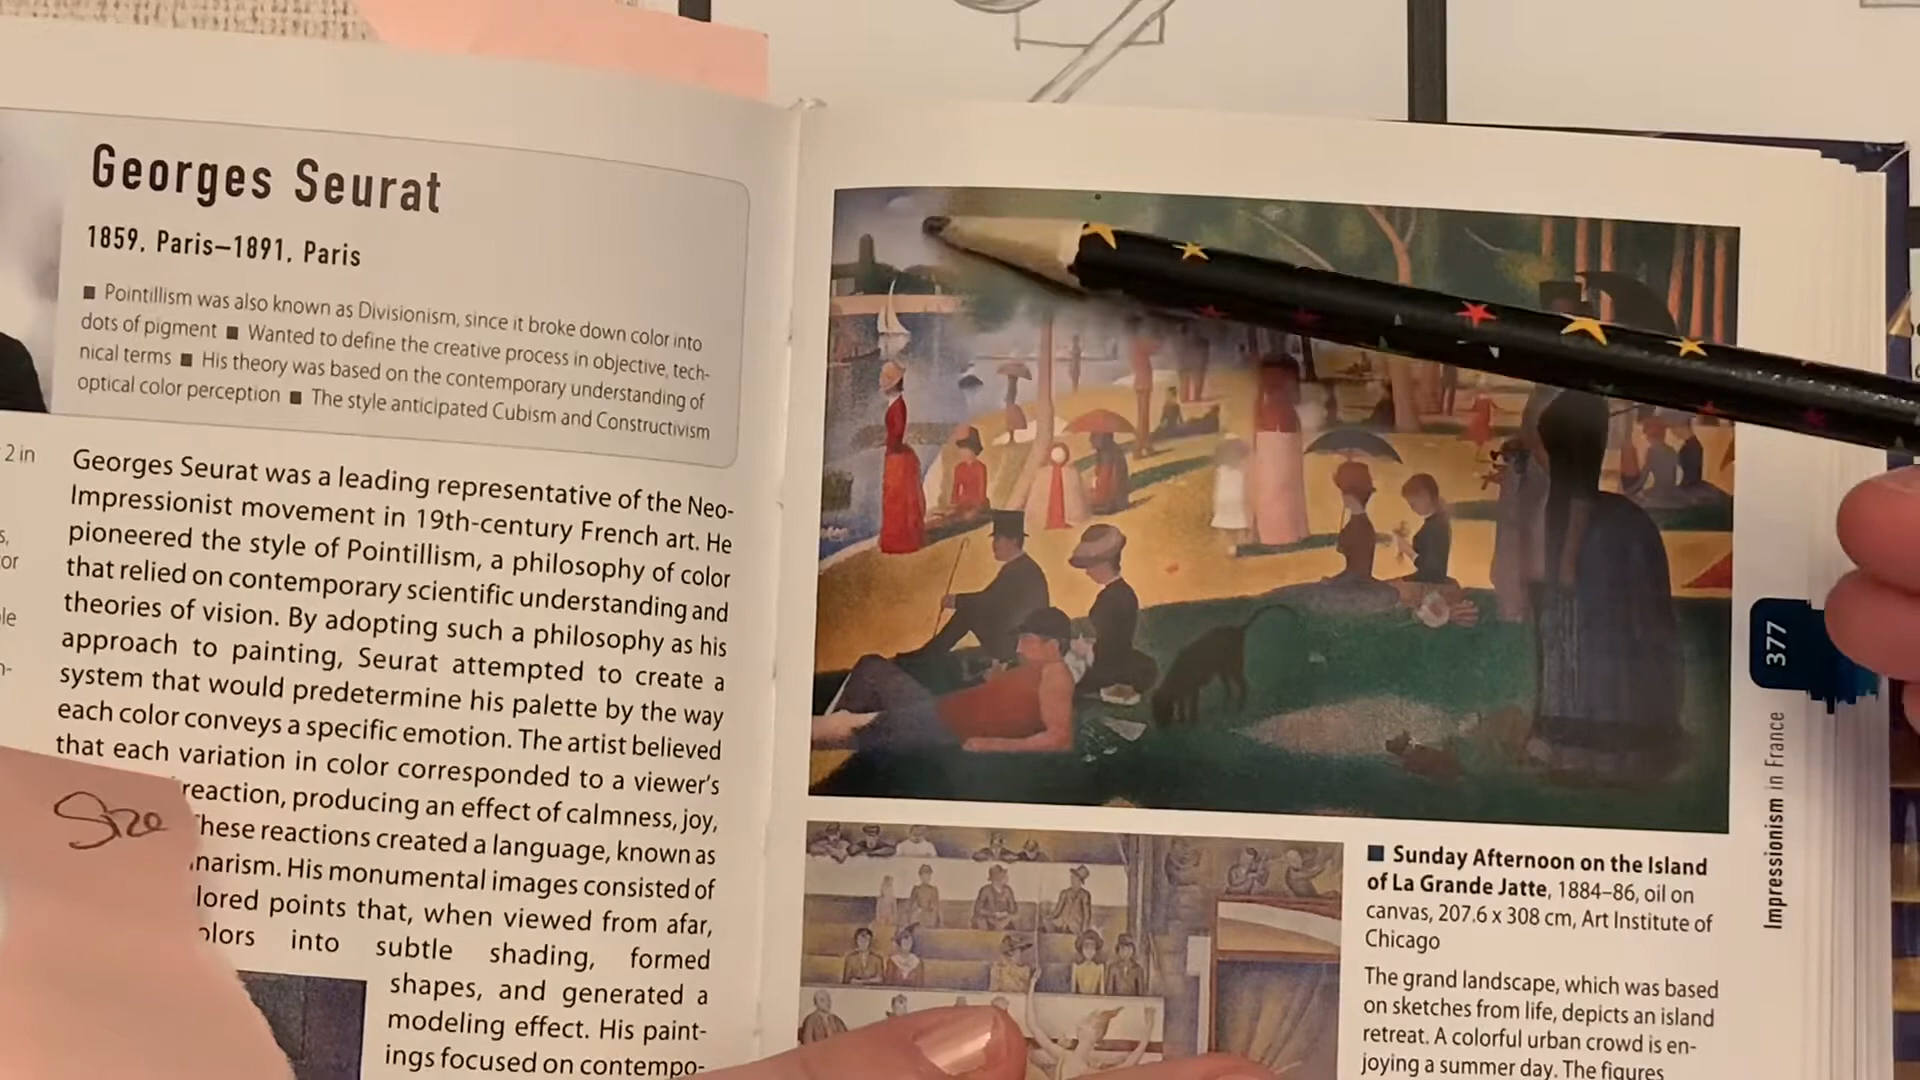 Georges Seurat
1859, Paris–1891, Paris
■ Pointillism was also known as Divisionism, since it broke down color into
dots of pigment ■ Wanted to define the creative process in objective, tech-
nical terms ■ His theory was based on the contemporary understanding of
optical color perception ■ The style anticipated Cubism and Constructivism
2 in
Georges Seurat was a leading representative of the Neo-
Impressionist movement in 19th-century French art. He
pioneered the style of Pointillism, a philosophy of color
that relied on contemporary scientific understanding and
theories of vision. By adopting such a philosophy as his
approach to painting, Seurat attempted to create a
system that would predetermine his palette by the way
each color conveys a specific emotion. The artist believed
that each variation in color corresponded to a viewer's
reaction, producing an effect of calmness, joy,
These reactions created a language, known as
narism. His monumental images consisted of
lored points that, when viewed from afar,
olors into subtle shading, formed
shapes, and generated a
modeling effect. His paint-
ings focused on contempo-
Size
■ Sunday Afternoon on the Island
of La Grande Jatte, 1884–86, oil on
canvas, 207.6 x 308 cm, Art Institute of
Chicago
The grand landscape, which was based
on sketches from life, depicts an island
retreat. A colorful urban crowd is en-
joying a summer day. The figures
377
Impressionism in France